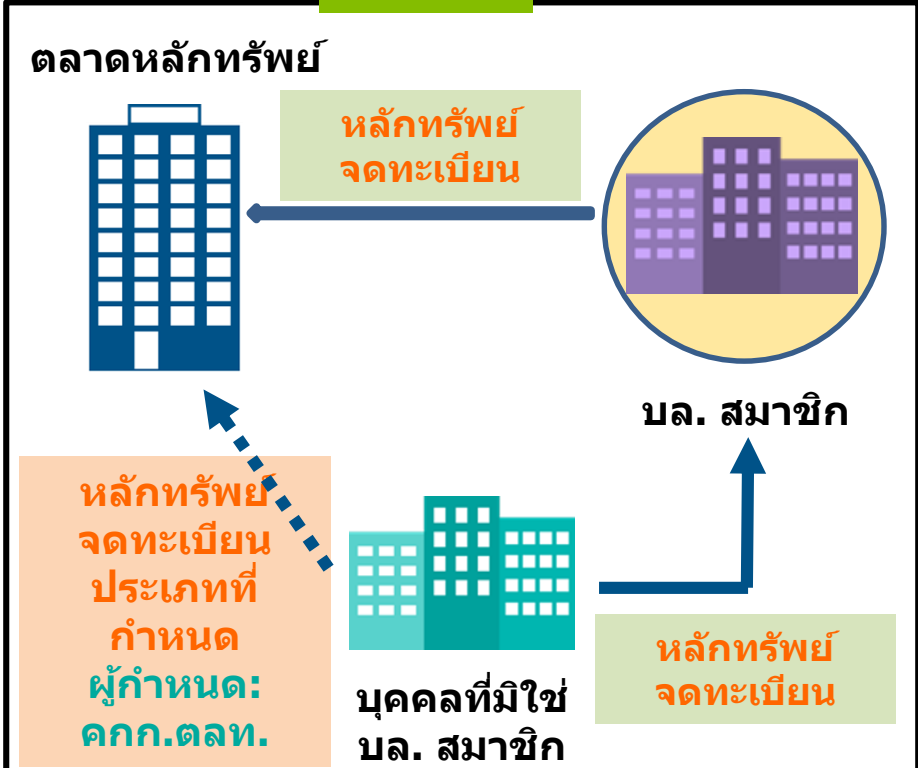 ตลาดหลักทรัพย์
หลักทรัพย์
จดทะเบียน
บล. สมาชิก
หลักทรัพย์
จดทะเบียน
ประเภทที่
กำหนด
ผู้กำหนด:
คกก.ตลท.
บุคคลที่มิใช่
บล. สมาชิก
หลักทรัพย์
จดทะเบียน